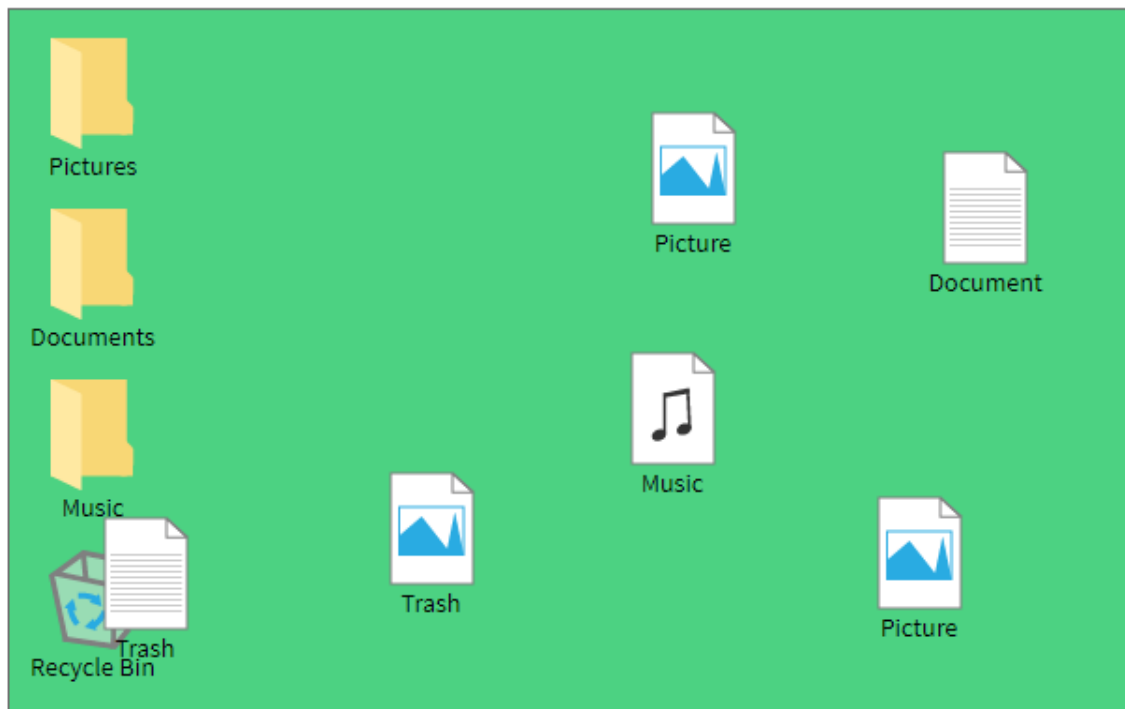 Pictures
Picture
Document
Documents
Music
Music
Trash
Picture
Trash
Recycle Bin